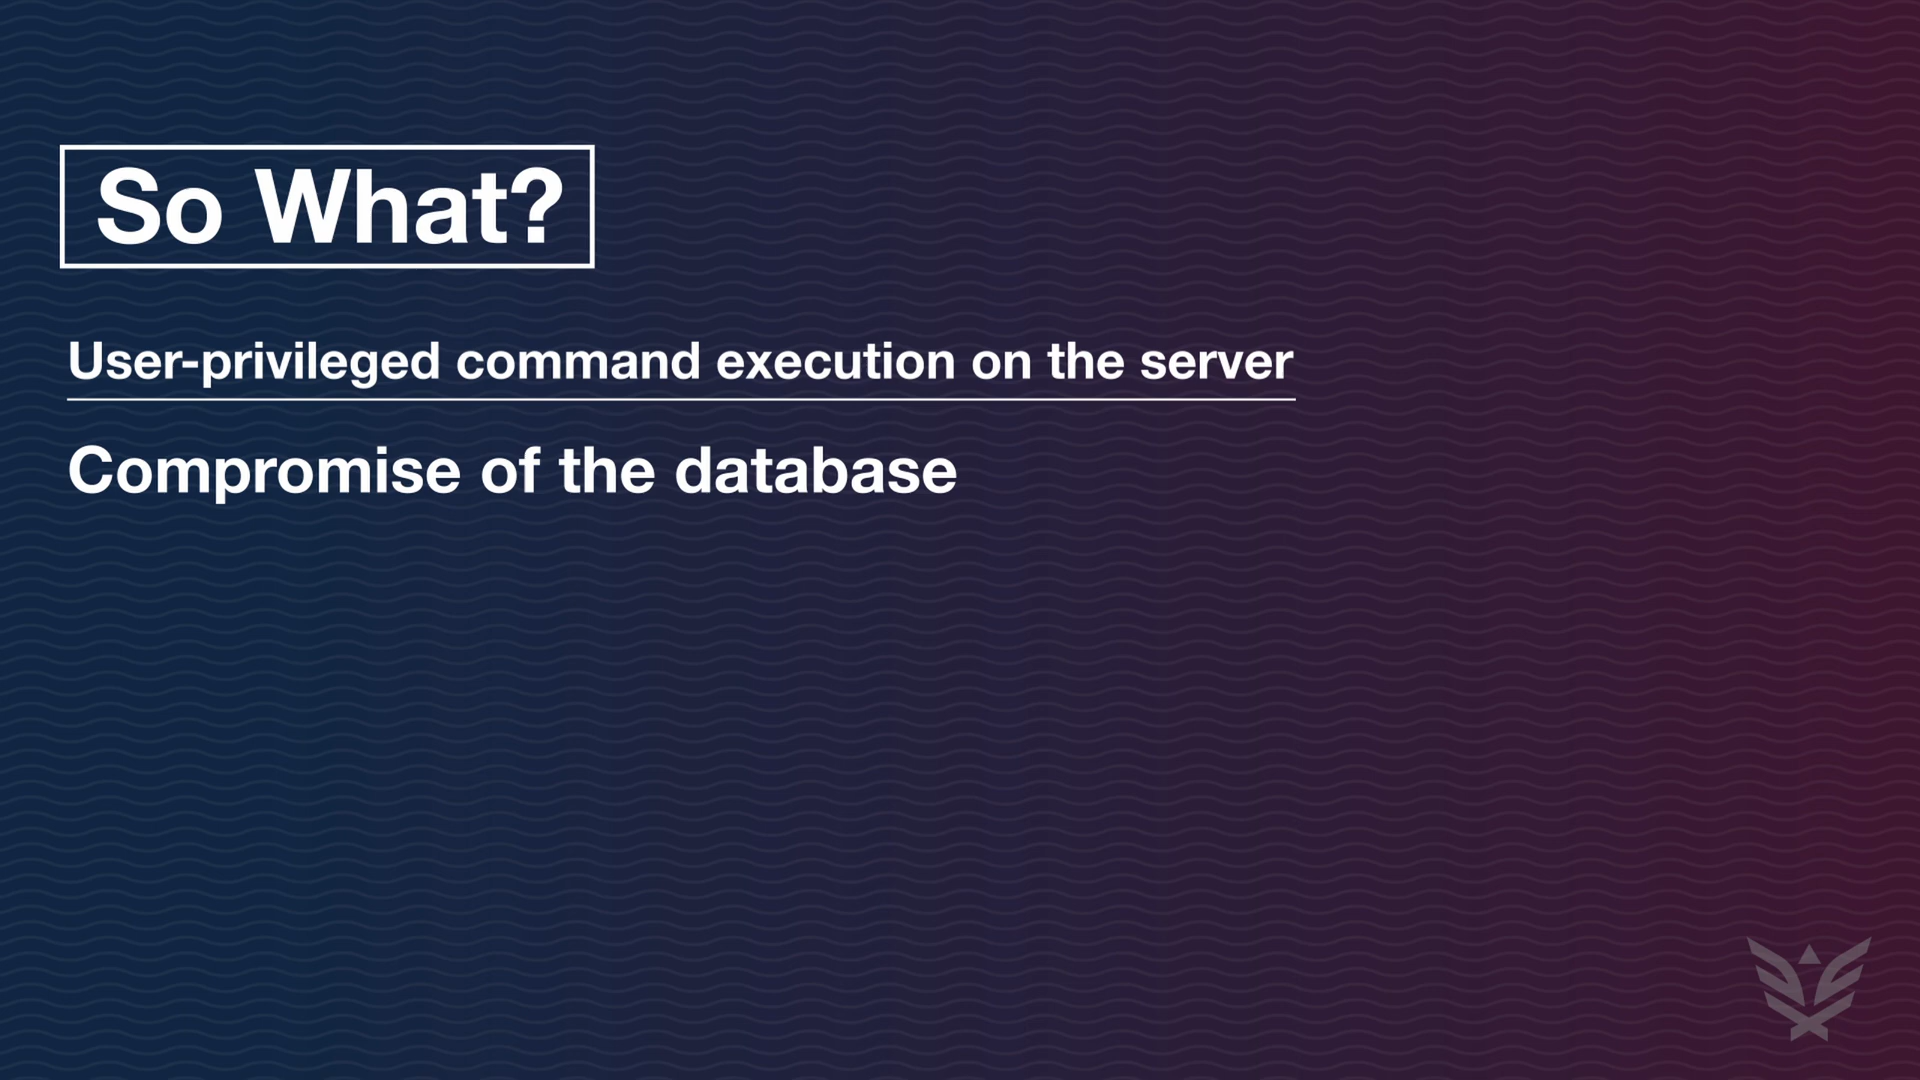 So What?
User-privileged command execution on the server
Compromise of the database